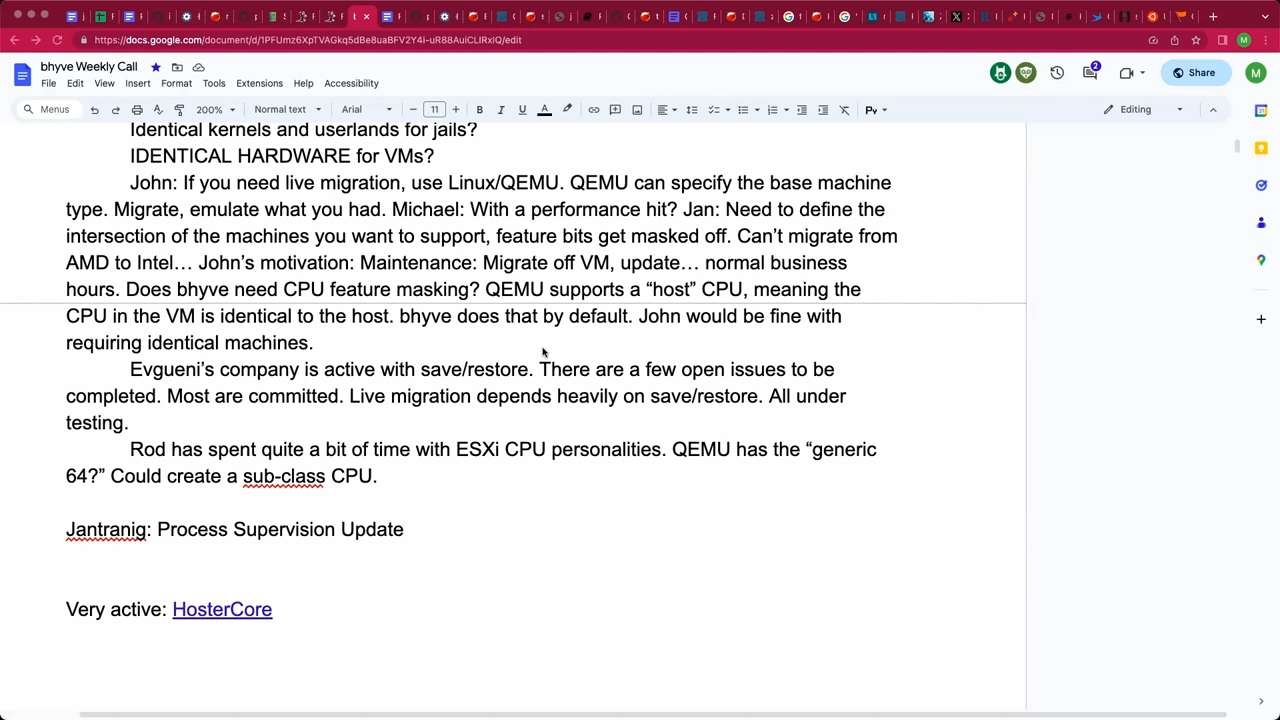 https://docs.google.com/document/d/1PFUmz6XpTVAGkq5dBe8uaBFV2Y4i-uR88AuiCLIRxIQ/edit
bhyve Weekly Call
File Edit View Insert Format Tools Extensions Help Accessibility
2
Share
M
Menus
200%
Normal text
Arial
11
Editing
Identical kernels and userlands for jails?
IDENTICAL HARDWARE for VMs?
John: If you need live migration, use Linux/QEMU. QEMU can specify the base machine
type. Migrate, emulate what you had. Michael: With a performance hit? Jan: Need to define the
intersection of the machines you want to support, feature bits get masked off. Can’t migrate from
AMD to Intel… John’s motivation: Maintenance: Migrate off VM, update… normal business
hours. Does bhyve need CPU feature masking? QEMU supports a “host” CPU, meaning the
CPU in the VM is identical to the host. bhyve does that by default. John would be fine with
requiring identical machines.
Evgueni’s company is active with save/restore. There are a few open issues to be
completed. Most are committed. Live migration depends heavily on save/restore. All under
testing.
Rod has spent quite a bit of time with ESXi CPU personalities. QEMU has the “generic
64?” Could create a sub-class CPU.
Jantranig: Process Supervision Update
Very active: HosterCore